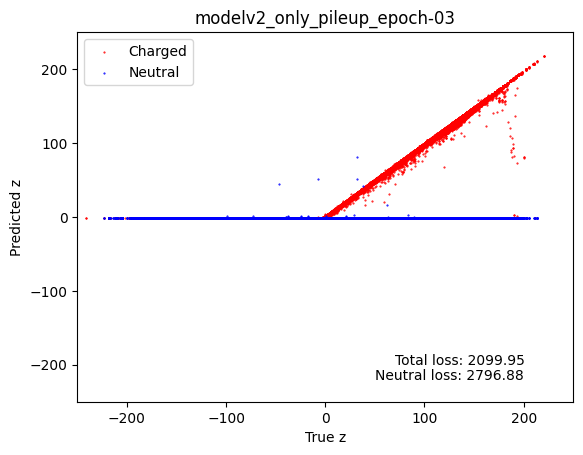 modelv2_only_pileup_epoch-03
Charged
Neutral
200
100
0
−100
−200
Predicted z
Total loss: 2099.95
Neutral loss: 2796.88
−200 −100 0 100 200
True z